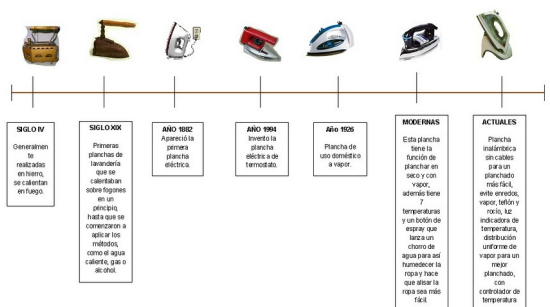 SIGLO IV
Generalmen
te
realizadas
en hierro,
se calientan
en fuego.
SIGLO XIX
Primeras
planchas de
lavandería
que se
calentaban
sobre fogones
en un
principio,
hasta que se
comenzaron a
aplicar los
métodos,
como el agua
caliente, gas o
alcohol.
AÑO 1882
Apareció la
primera
plancha
eléctrica.
AÑO 1994
Invento la
plancha
eléctrica de
termostato.
Año 1926
Plancha de
uso doméstico
a vapor.
MODERNAS
Esta plancha
tiene la
función de
planchar en
seco y con
vapor,
además tiene
7
temperaturas
y un botón de
espray que
lanza un
chorro de
agua para así
humedecer la
ropa y hace
que alisar la
ropa sea más
fácil.
ACTUALES
Plancha
inalámbrica
sin cables
para un
planchado
más fácil,
evite enredos,
vapor, teflón y
rocío, luz
indicadora de
temperatura,
distribución
uniforme de
vapor para un
mejor
planchado,
con
controlador de
temperatura